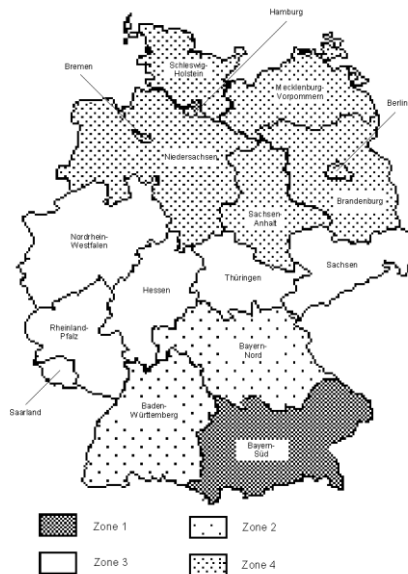 Hamburg
Schleswig-
Holstein
Bremen
Mecklenburg-
Vorpommern
Berlin
Niedersachsen
Brandenburg
Sachsen
Anhalt
Nordrhein-
Westfalen
Sachsen
Hessen
Thüringen
Rheinland-
Pfalz
Bayern-
Nord
Saarland
Baden-
Württemberg
Bayern-
Süd
Zone 1
Zone 2
Zone 3
Zone 4